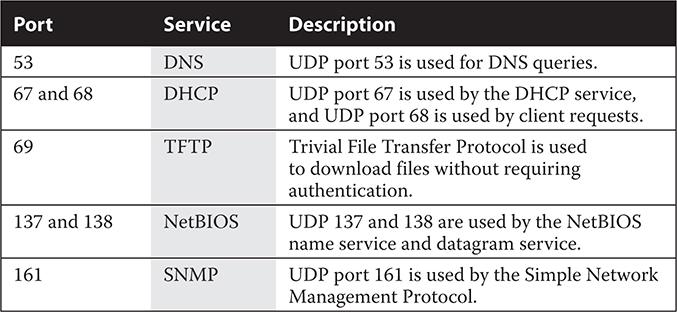 Port Service Description
53 DNS UDP port 53 is used for DNS queries.
67 and 68 DHCP UDP port 67 is used by the DHCP service,
and UDP port 68 is used by client requests.
69 TFTP Trivial File Transfer Protocol is used
to download files without requiring
authentication.
137 and 138 NetBIOS UDP 137 and 138 are used by the NetBIOS
name service and datagram service.
161 SNMP UDP port 161 is used by the Simple Network
Management Protocol.